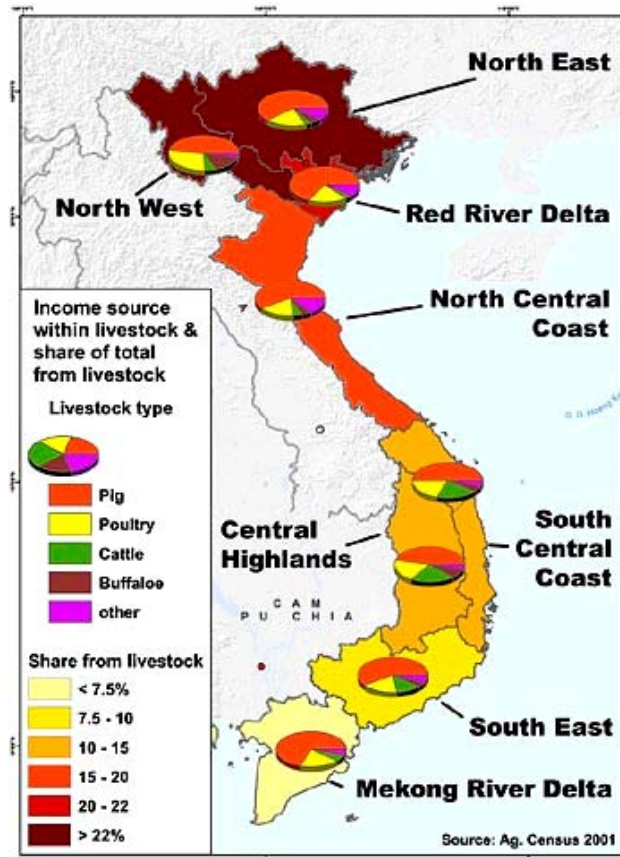 North East
North West
Red River Delta
North Central
Coast
Income source
within livestock &
share of total
from livestock
Livestock type
Pig
Poultry
Cattle
Buffaloe
other
Central
Highlands
South
Central
Coast
CAM
PU CHIA
Share from livestock
< 7.5%
7.5 - 10
10 - 15
15 - 20
20 - 22
> 22%
South East
Mekong River Delta
Source: Ag. Census 2001